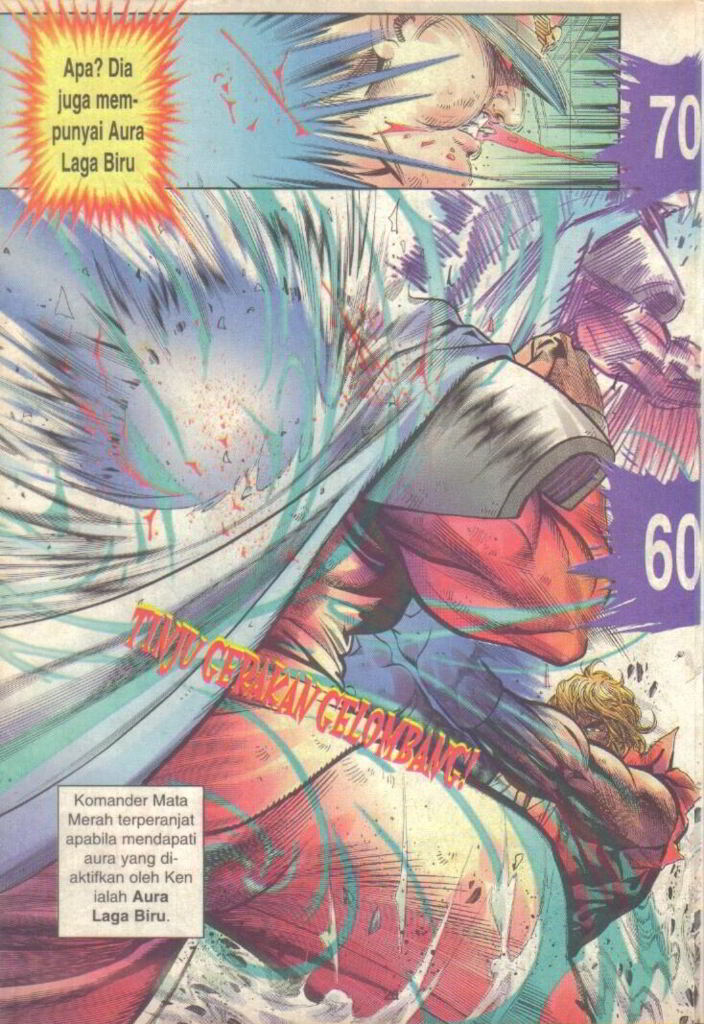 Apa? Dia
juga mem-
punyai Aura
Laga Biru
70
60
TINJU GERAKAN GELOMBANG!
Komander Mata
Merah terperanjat
apabila mendapati
aura yang di-
aktifkan oleh Ken
ialah Aura
Laga Biru.